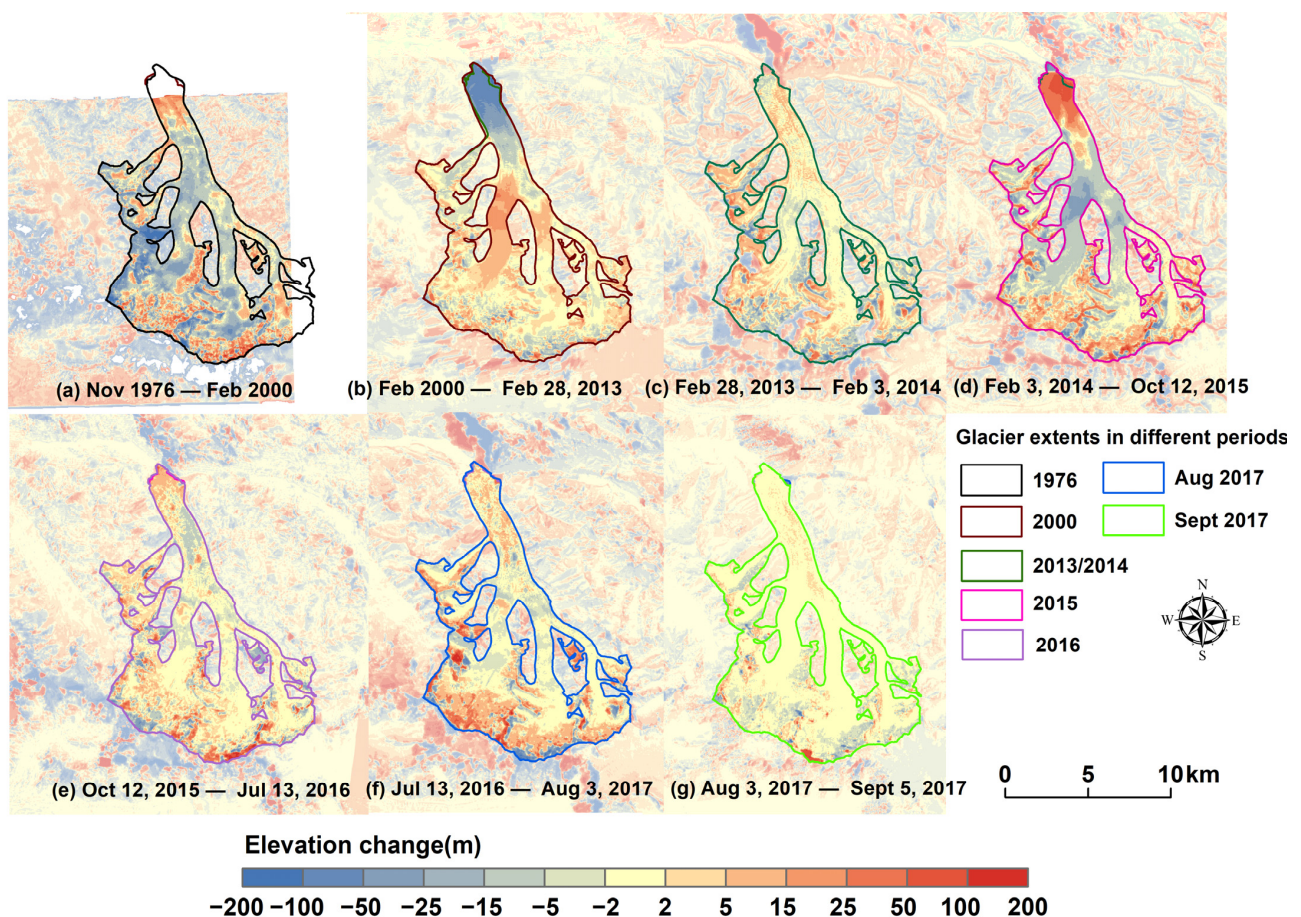 (a) Nov 1976 — Feb 2000
(b) Feb 2000 — Feb 28, 2013
(c) Feb 28, 2013 — Feb 3, 2014
(d) Feb 3, 2014 — Oct 12, 2015
Glacier extents in different periods
1976
Aug 2017
2000
Sept 2017
2013/2014
2015
2016
N
W E
S
(e) Oct 12, 2015 — Jul 13, 2016
(f) Jul 13, 2016 — Aug 3, 2017
(g) Aug 3, 2017 — Sept 5, 2017
0 5 10 km
Elevation change(m)
−200 −100 −50 −25 −15 −5 −2 2 5 15 25 50 100 200